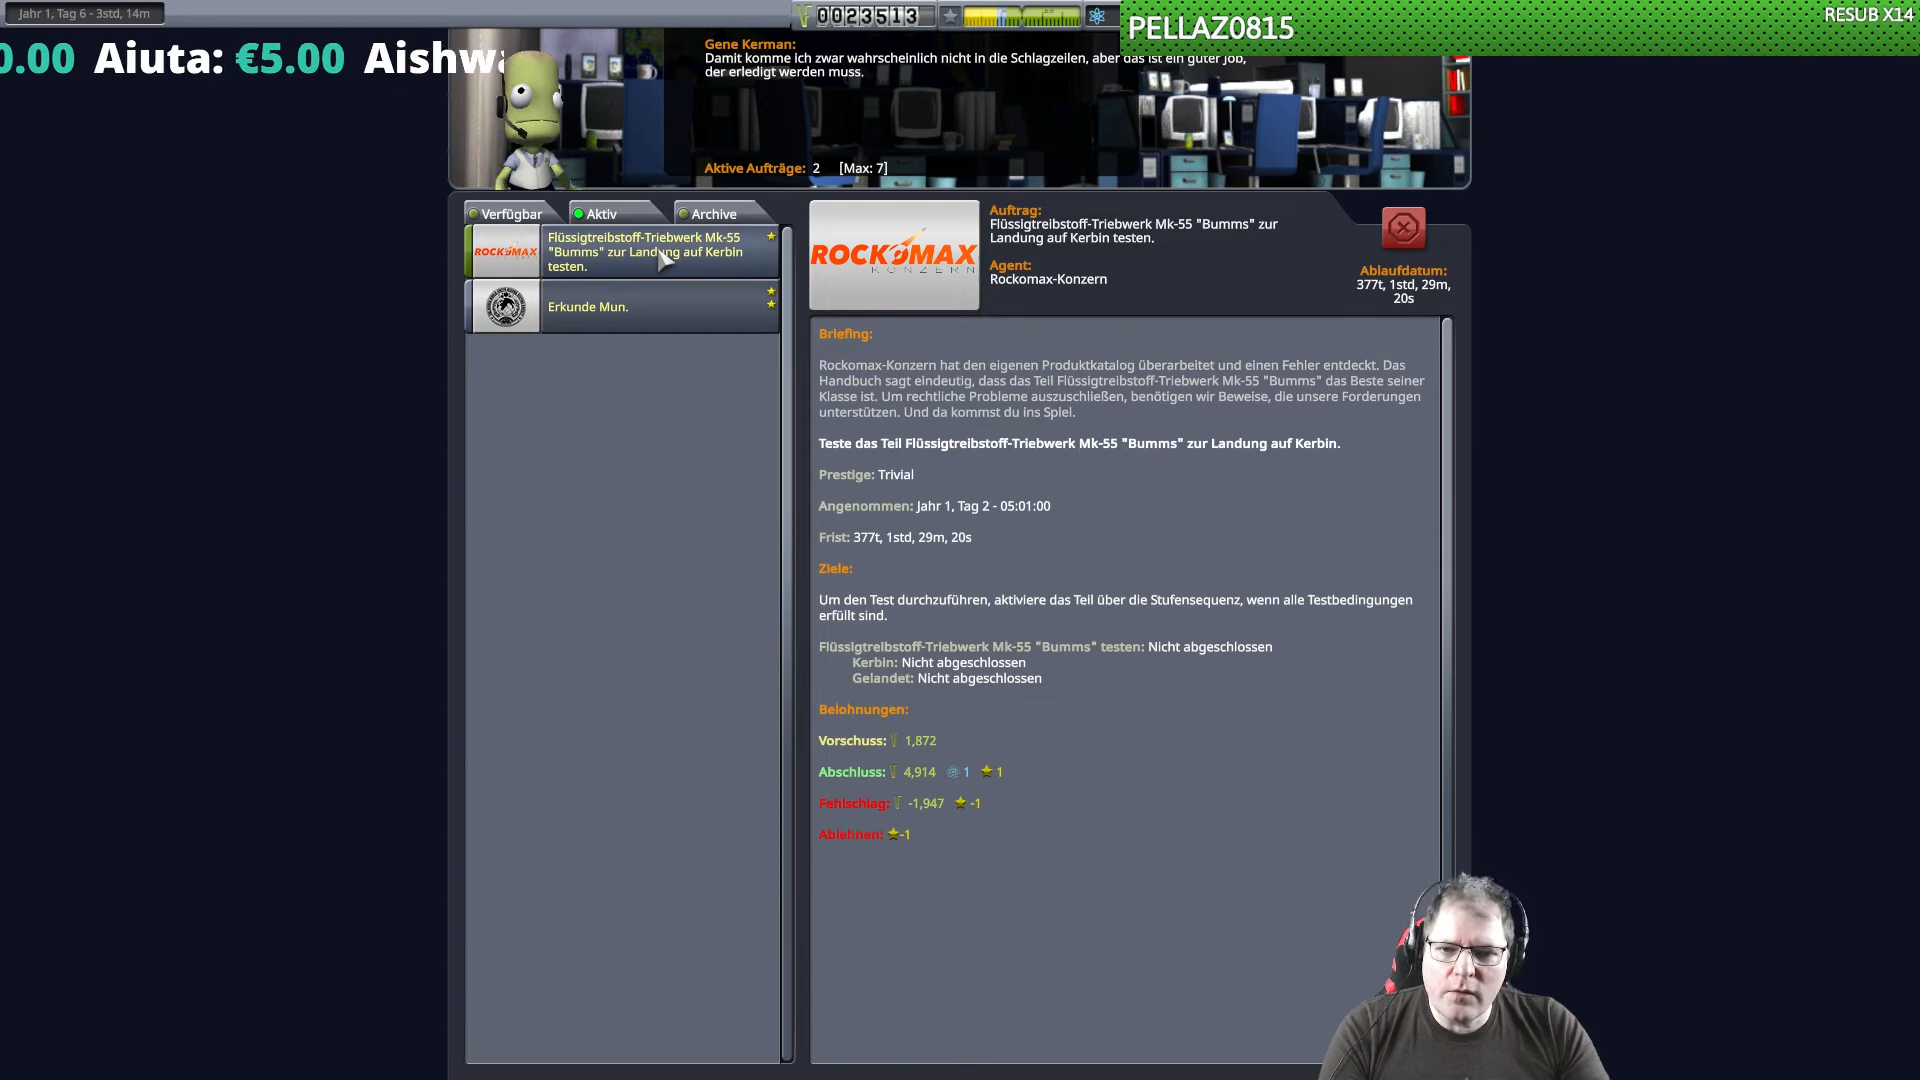 Jahr 1, Tag 6 - 3std, 14m
0023513
PELLAZ0815
RESUB X14
0.00 Aiuta: €5.00 Aishwa
Gene Kerman:
Damit komme ich zwar wahrscheinlich nicht in die Schlagzeilen, aber das ist ein guter Job,
der erledigt werden muss.
Aktive Aufträge: 2 [Max: 7]
Verfügbar
Aktiv
Archive
ROCKOMAX
Flüssigtreibstoff-Triebwerk Mk-55
"Bumms" zur Landung auf Kerbin
testen.
Erkunde Mun.
ROCKOMAX
KONZERN
Auftrag:
Flüssigtreibstoff-Triebwerk Mk-55 "Bumms" zur
Landung auf Kerbin testen.
Agent:
Rockomax-Konzern
Ablaufdatum:
377t, 1std, 29m,
20s
Briefing:
Rockomax-Konzern hat den eigenen Produktkatalog überarbeitet und einen Fehler entdeckt. Das
Handbuch sagt eindeutig, dass das Teil Flüssigtreibstoff-Triebwerk Mk-55 "Bumms" das Beste seiner
Klasse ist. Um rechtliche Probleme auszuschließen, benötigen wir Beweise, die unsere Forderungen
unterstützen. Und da kommst du ins Spiel.
Teste das Teil Flüssigtreibstoff-Triebwerk Mk-55 "Bumms" zur Landung auf Kerbin.
Prestige: Trivial
Angenommen: Jahr 1, Tag 2 - 05:01:00
Frist: 377t, 1std, 29m, 20s
Ziele:
Um den Test durchzuführen, aktiviere das Teil über die Stufensequenz, wenn alle Testbedingungen
erfüllt sind.
Flüssigtreibstoff-Triebwerk Mk-55 "Bumms" testen: Nicht abgeschlossen
Kerbin: Nicht abgeschlossen
Gelandet: Nicht abgeschlossen
Belohnungen:
Vorschuss: 1,872
Abschluss: 4,914 1 1
Fehlschlag: -1,947 -1
Ablehnen: -1